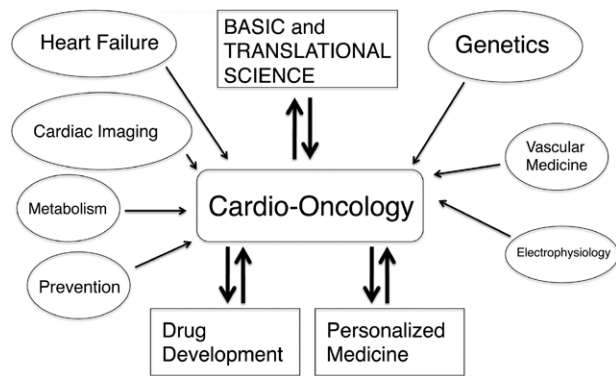 Heart Failure
BASIC and
TRANSLATIONAL
SCIENCE
Genetics
Cardiac Imaging
Vascular
Medicine
Metabolism
Cardio-Oncology
Electrophysiology
Prevention
Drug
Development
Personalized
Medicine